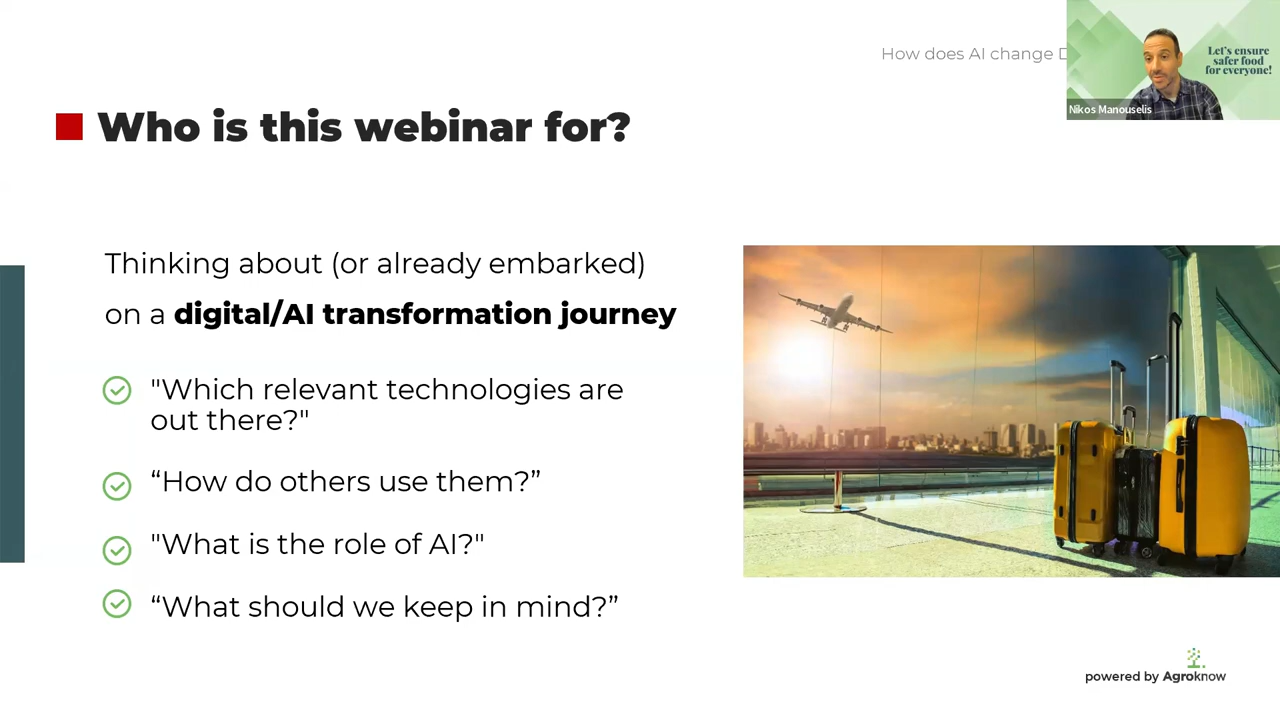 How does AI change
Let's ensure
safer food
for everyone!
Nikos Manouselis
Who is this webinar for?
Thinking about (or already embarked)
on a digital/AI transformation journey
"Which relevant technologies are
out there?"
“How do others use them?”
"What is the role of AI?"
“What should we keep in mind?”
powered by Agroknow